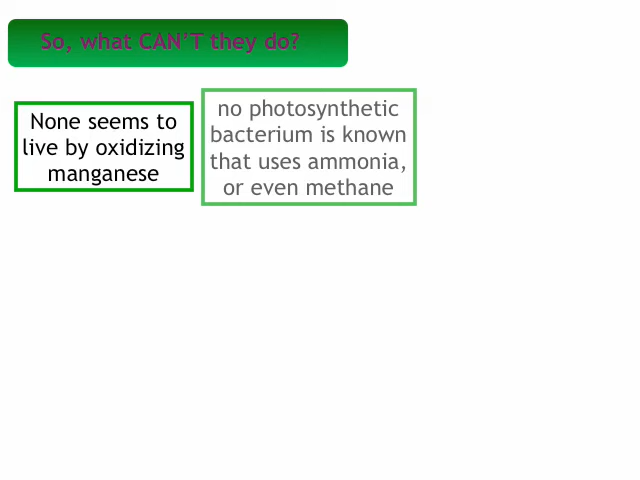 So, what CAN’T they do?
None seems to
live by oxidizing
manganese
no photosynthetic
bacterium is known
that uses ammonia,
or even methane